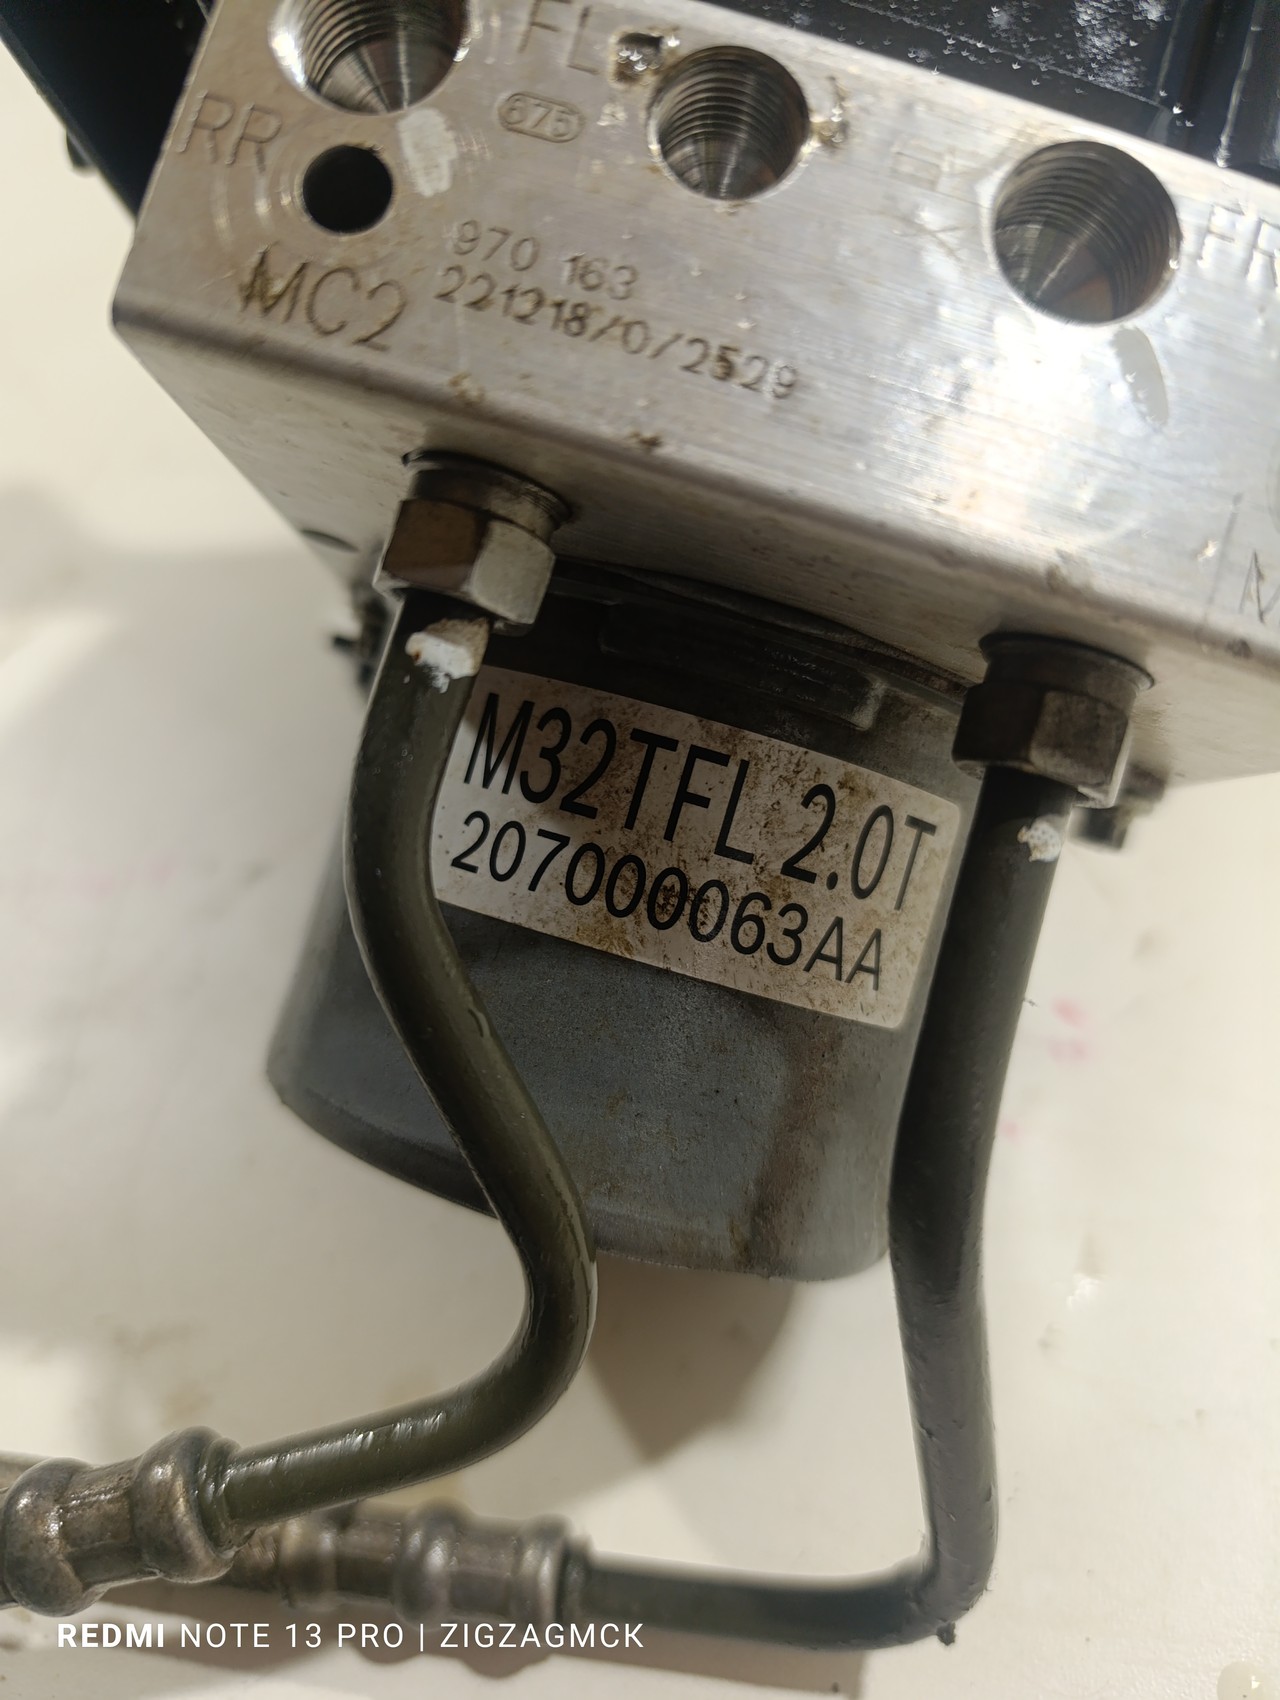 FL
RR
675
FR
970 163
MC2
221218/0/2529
M32TFL 2.0T
207000063AA
REDMI NOTE 13 PRO | ZIGZAGMCK